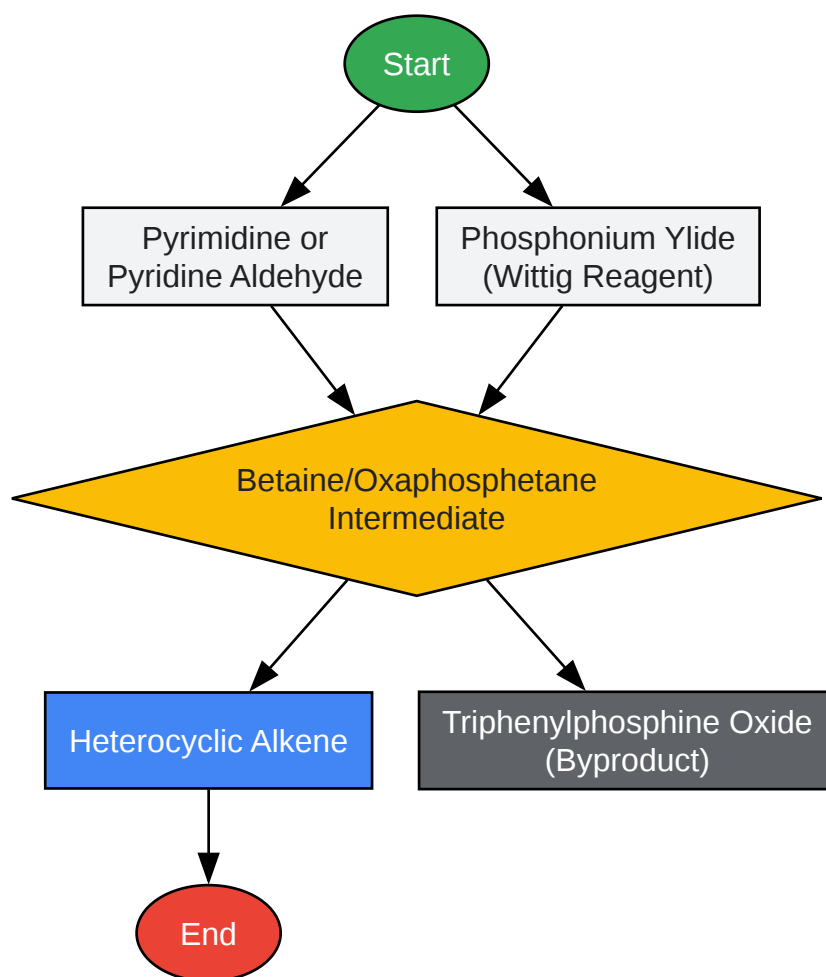 Start
Pyrimidine or
Pyridine Aldehyde
Phosphonium Ylide
(Wittig Reagent)
Betaine/Oxaphosphetane
Intermediate
Heterocyclic Alkene
Triphenylphosphine Oxide
(Byproduct)
End